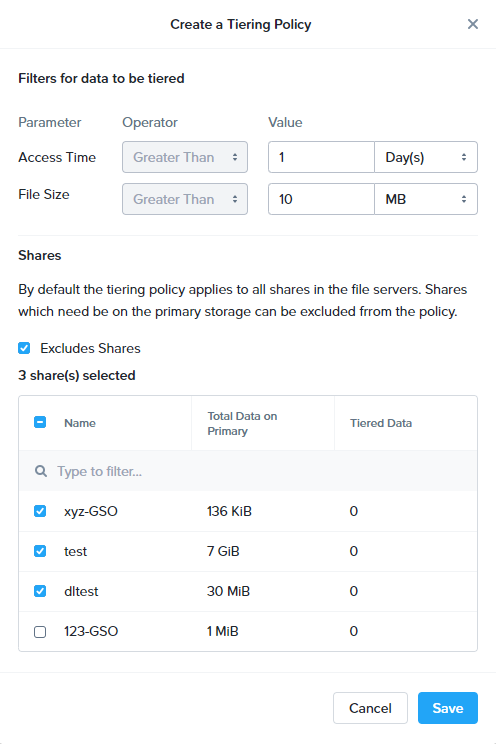 Create a Tiering Policy
Filters for data to be tiered
Parameter Operator Value
Access Time Greater Than 1 Day(s)
File Size Greater Than 10 MB
Shares
By default the tiering policy applies to all shares in the file servers. Shares
which need be on the primary storage can be excluded frrom the policy.
Excludes Shares
3 share(s) selected
Name Total Data on Primary Tiered Data
Type to filter...
xyz-GSO 136 KiB 0
test 7 GiB 0
dltest 30 MiB 0
123-GSO 1 MiB 0
Cancel Save